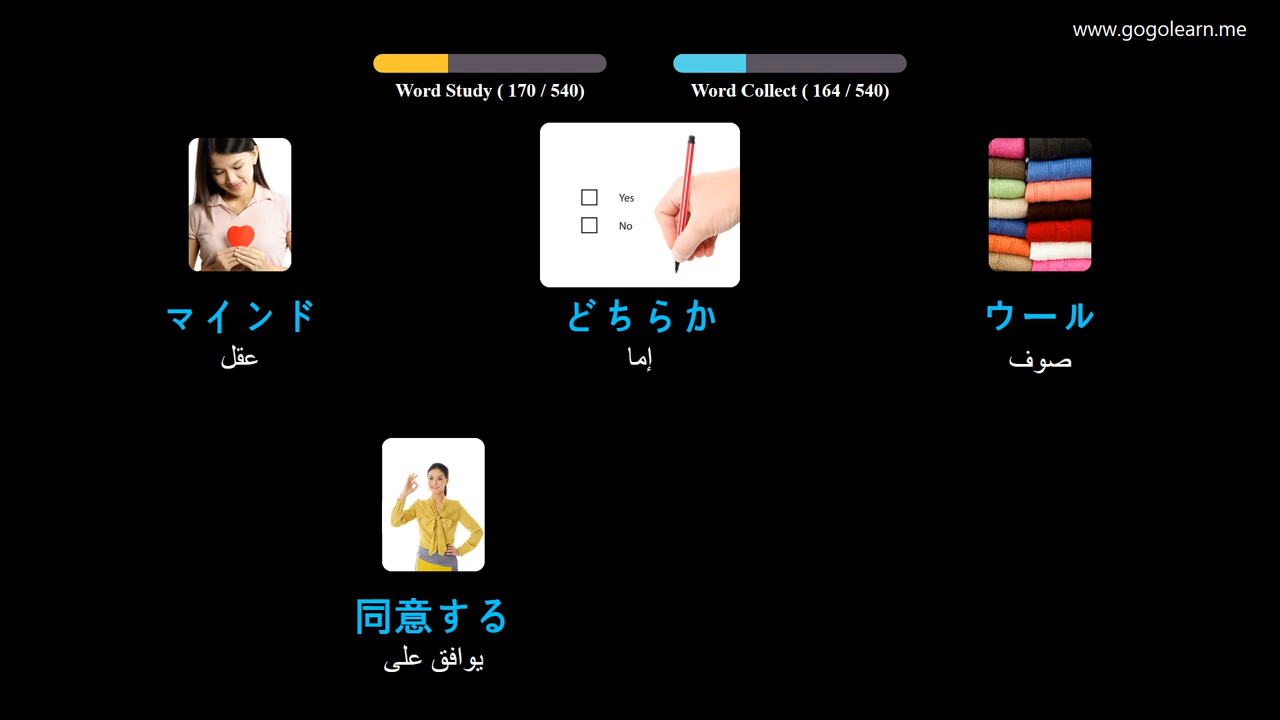 www.gogolearn.me
Word Study ( 170 / 540)
Word Collect ( 164 / 540)
Yes
No
マインド
どちらか
ウール
عقل
إما
صوف
同意する
يوافق على